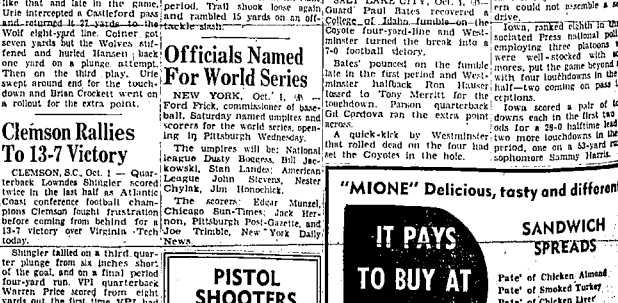 like that and late in the game,
Urie intercepted a Castleford pass
and returned it 77 yards to the
Wolf eight-yard line. Coiner got
seven yards but the Wolves stif-
fened and hurled Hansen back
one yard on a plunge attempt.
Then on the third play, Urie
swept around end for the touch-
down and Brian Crockett went on
a rollout for the extra point.
Clemson Rallies
To 13-7 Victory
CLEMSON, S.C., Oct. 1 — Quar-
terback Lowndes Shingler scored
twice in the last half as Atlantic
Coast conference football cham-
pions Clemson fought frustration
before coming from behind for a
13-7 victory over Virginia Tech
today.
Shingler tallied on a third quar-
ter plunge from six inches short
of the goal, and on a final period
four-yard run. VPI quarterback
Warren Price scored from eight
yards out the first time VPI had
period. Trail shook loose again
and rambled 15 yards on an off-
tackle slash.
Officials Named
For World Series
NEW YORK, Oct. 1, (AP) —
Ford Frick, commissioner of base-
ball, Saturday named umpires and
scorers for the world series, open-
ing in Pittsburgh Wednesday.
The umpires will be: National
league Dusty Boggess, Bill Jac-
kowski, Stan Landes; American
League John Stevens, Nester
Chylak, Jim Honochick.
The scorers: Edgar Munzel,
Chicago Sun-Times; Jack Her-
non, Pittsburgh Post-Gazette, and
Joe Trimble, New York Daily
News.
PISTOL
SHOOTERS
SALT LAKE CITY, Oct. 1, (AP) —
Guard Paul Bates recovered a
College of Idaho fumble on the
Coyote four-yard-line and West-
minster turned the break into a
7-0 football victory.
Bates' pounced on the fumble
late in the first period and West-
minster halfback Ron Hauser
tossed to Tony Merritt for the
touchdown. Parson quarterback
Gil Cordova ran the extra point
across.
A quick-kick by Westminster
that rolled dead on the four had
set the Coyotes in the hole.
ern could not assemble a
drive.
Iowa, ranked eighth in the
sociated Press national poll
employing three platoons
were well-stocked with
mores, put the game beyond
with four touchdowns in the
half—two coming on pass
ceptions.
Iowa scored a pair of
downs each in the first two
ods for a 28-0 halftime lead
two more touchdowns in the
period, one on a 53-yard
sophomore Sammy Harris.
"MIONE" Delicious, tasty and different
IT PAYS
TO BUY AT
SANDWICH
SPREADS
Pate' of Chicken Almond
Pate' of Smoked Turkey
Pate' of Chicken Liver